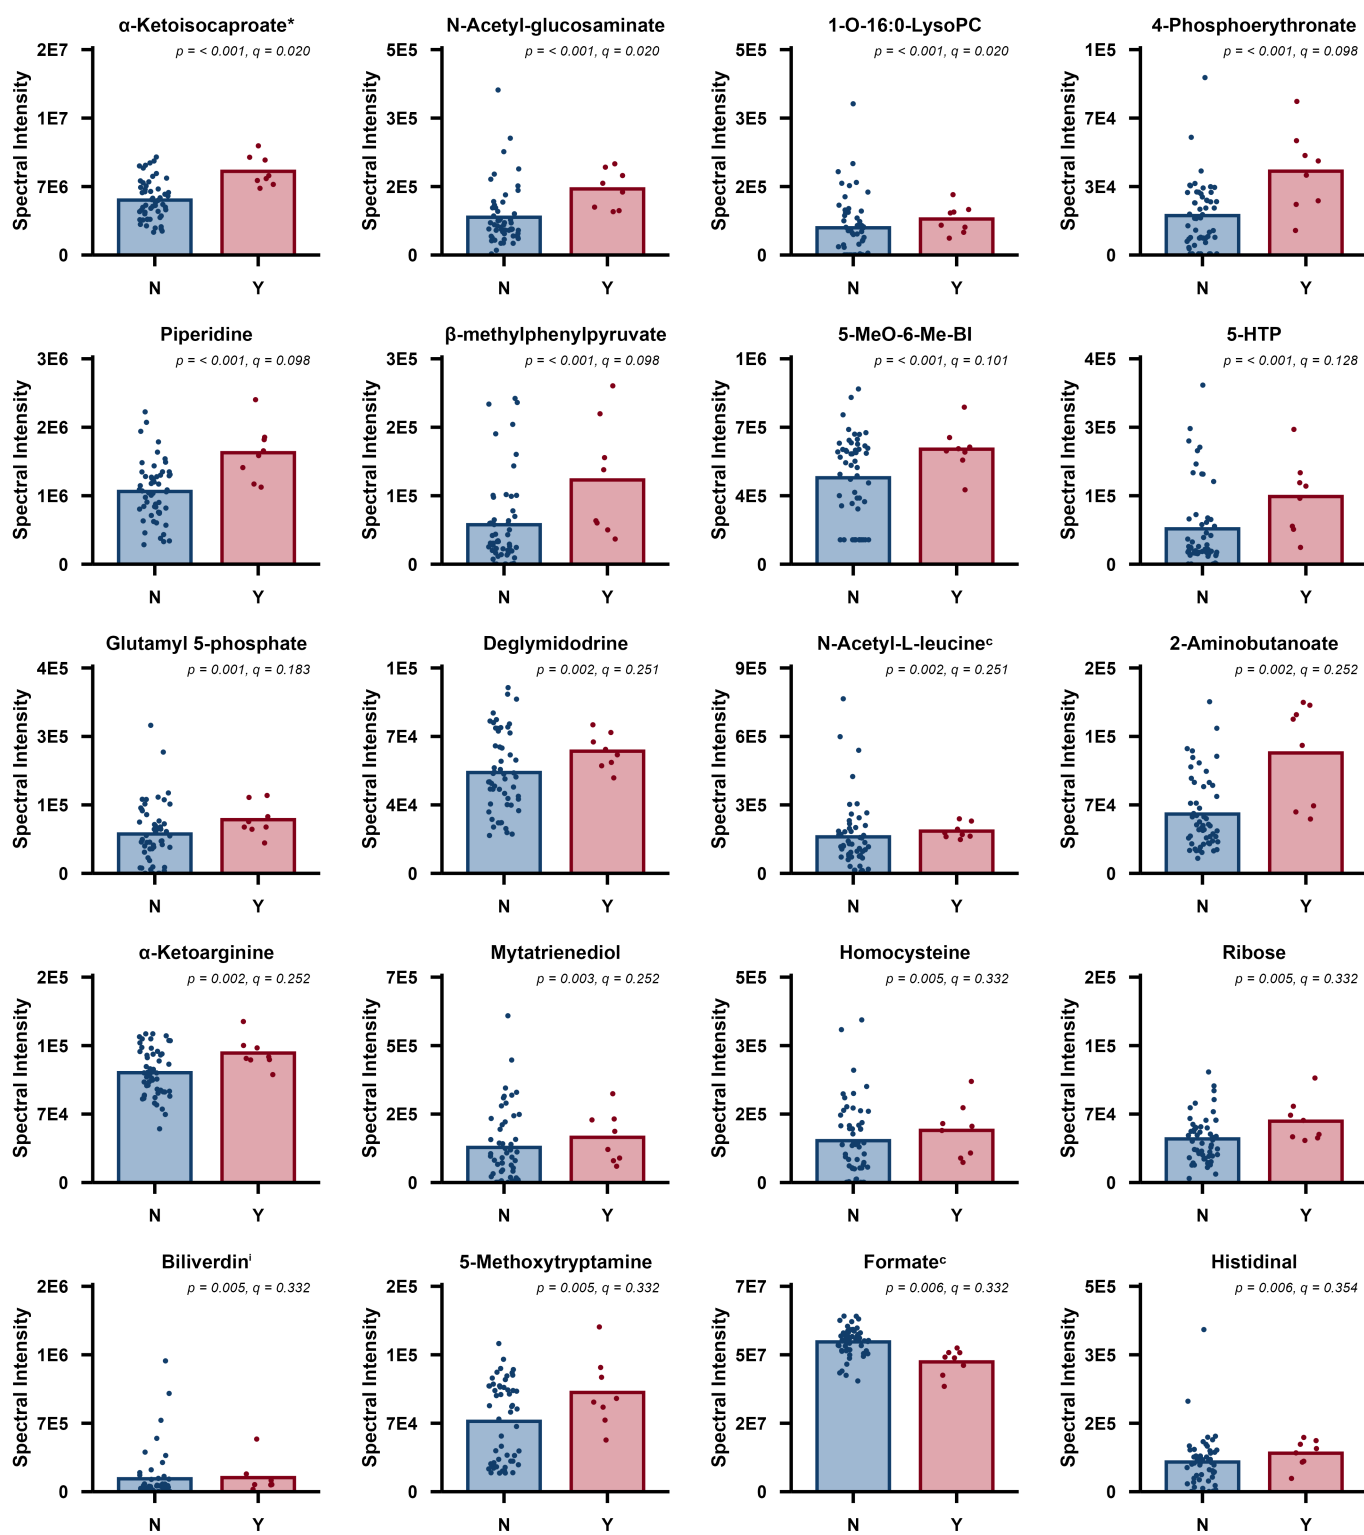 α-Ketoisocaproate*
p = < 0.001, q = 0.020
Spectral Intensity
2E7
1E7
7E6
0
N Y
N-Acetyl-glucosaminate
p = < 0.001, q = 0.020
Spectral Intensity
5E5
3E5
2E5
0
N Y
1-O-16:0-LysoPC
p = < 0.001, q = 0.020
Spectral Intensity
5E5
3E5
2E5
0
N Y
4-Phosphoerythronate
p = < 0.001, q = 0.098
Spectral Intensity
1E5
7E4
3E4
0
N Y
Piperidine
p = < 0.001, q = 0.098
Spectral Intensity
3E6
2E6
1E6
0
N Y
β-methylphenylpyruvate
p = < 0.001, q = 0.098
Spectral Intensity
3E5
2E5
1E5
0
N Y
5-MeO-6-Me-BI
p = < 0.001, q = 0.101
Spectral Intensity
1E6
7E5
4E5
0
N Y
5-HTP
p = < 0.001, q = 0.128
Spectral Intensity
4E5
3E5
1E5
0
N Y
Glutamyl 5-phosphate
p = 0.001, q = 0.183
Spectral Intensity
4E5
3E5
1E5
0
N Y
Deglymidodrine
p = 0.002, q = 0.251
Spectral Intensity
1E5
7E4
4E4
0
N Y
N-Acetyl-L-leucineᶜ
p = 0.002, q = 0.251
Spectral Intensity
9E5
6E5
3E5
0
N Y
2-Aminobutanoate
p = 0.002, q = 0.252
Spectral Intensity
2E5
1E5
7E4
0
N Y
α-Ketoarginine
p = 0.002, q = 0.252
Spectral Intensity
2E5
1E5
7E4
0
N Y
Mytatrienediol
p = 0.003, q = 0.252
Spectral Intensity
7E5
5E5
2E5
0
N Y
Homocysteine
p = 0.005, q = 0.332
Spectral Intensity
5E5
3E5
2E5
0
N Y
Ribose
p = 0.005, q = 0.332
Spectral Intensity
2E5
1E5
7E4
0
N Y
Biliverdinⁱ
p = 0.005, q = 0.332
Spectral Intensity
2E6
1E6
7E5
0
N Y
5-Methoxytryptamine
p = 0.005, q = 0.332
Spectral Intensity
2E5
1E5
7E4
0
N Y
Formateᶜ
p = 0.006, q = 0.332
Spectral Intensity
7E7
5E7
2E7
0
N Y
Histidinal
p = 0.006, q = 0.354
Spectral Intensity
5E5
3E5
2E5
0
N Y